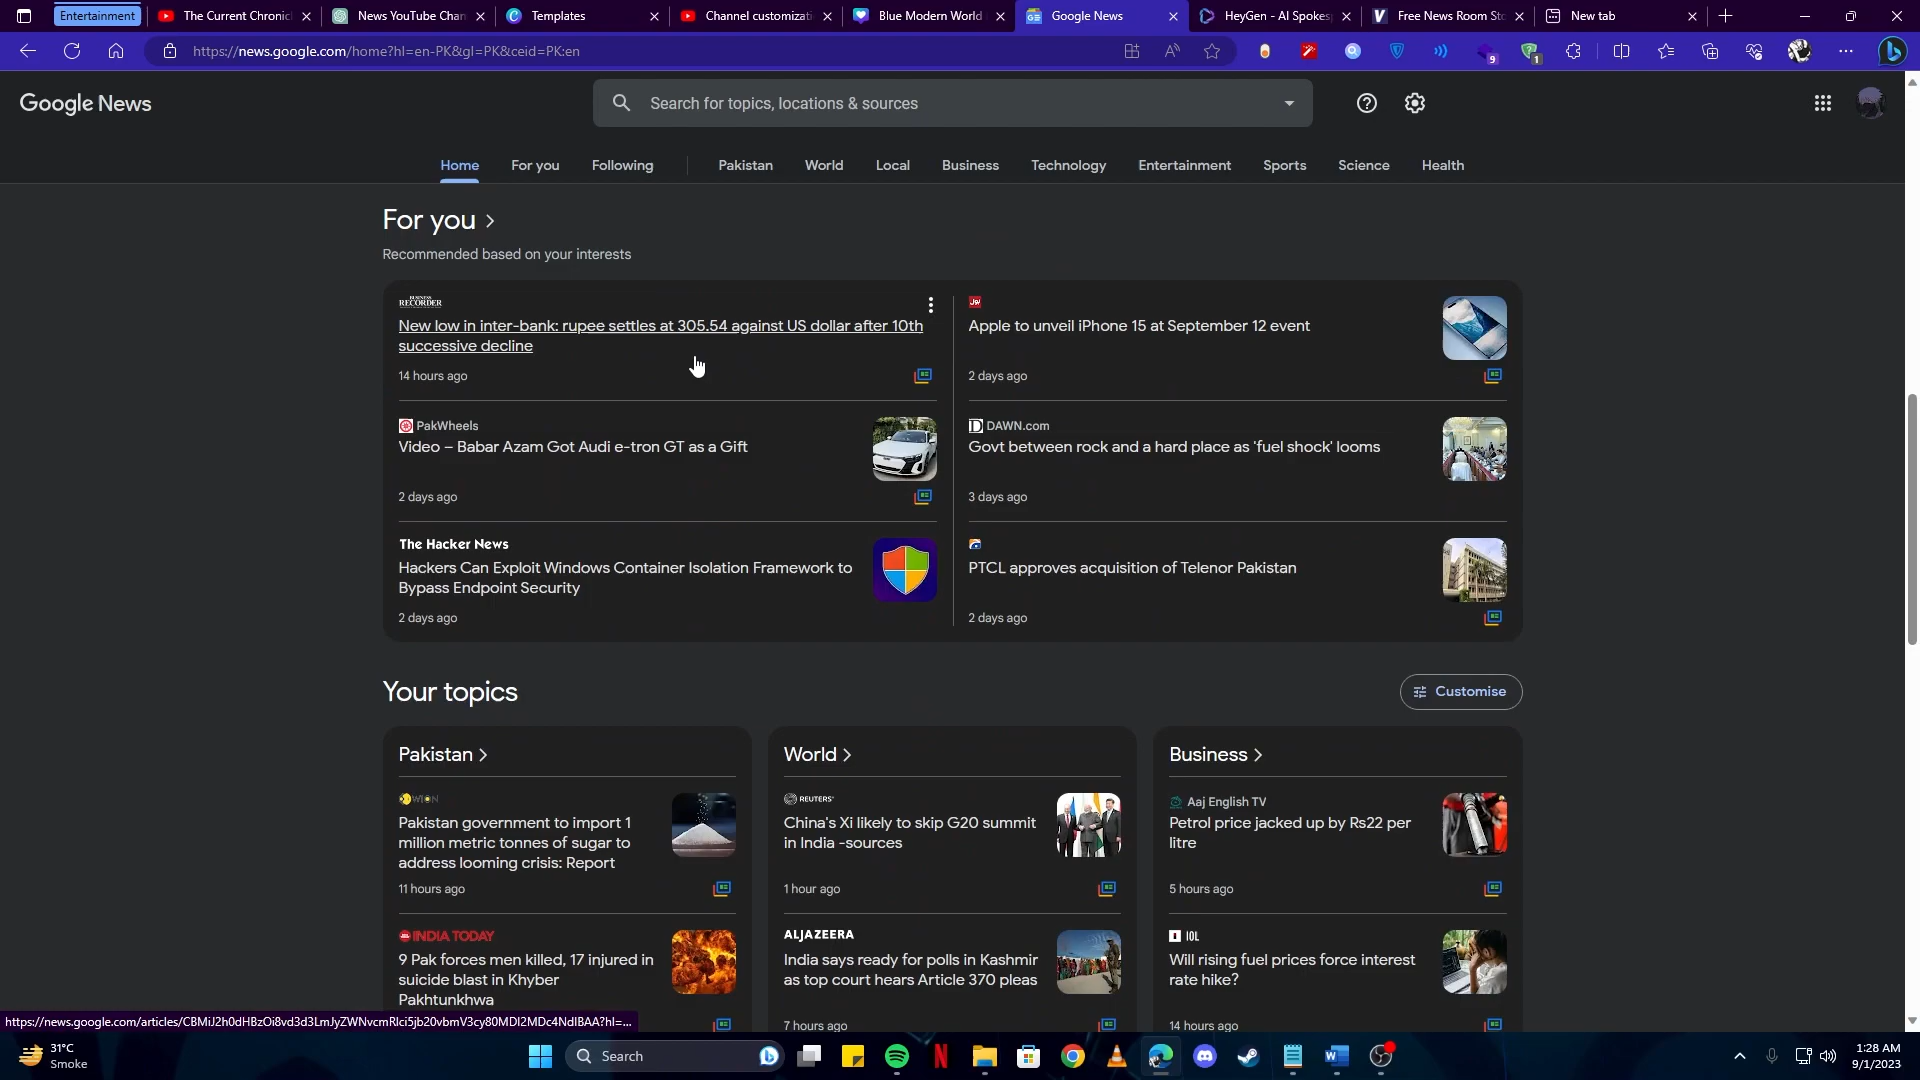 Entertainment
The Current Chronic
News YouTube Chan
Templates
Channel customizati
Blue Modern World
Google News
HeyGen - AI Spokes
Free News Room Sto
New tab
https://news.google.com/home?hl=en-PK&gl=PK&ceid=PK:en
9
1
Google News
Search for topics, locations & sources
Home
For you
Following
Pakistan
World
Local
Business
Technology
Entertainment
Sports
Science
Health
For you
Recommended based on your interests
BUSINESS
RECORDER
New low in inter-bank: rupee settles at 305.54 against US dollar after 10th
successive decline
14 hours ago
Apple to unveil iPhone 15 at September 12 event
2 days ago
PakWheels
Video – Babar Azam Got Audi e-tron GT as a Gift
2 days ago
DAWN.com
Govt between rock and a hard place as 'fuel shock' looms
3 days ago
The Hacker News
Hackers Can Exploit Windows Container Isolation Framework to
Bypass Endpoint Security
2 days ago
PTCL approves acquisition of Telenor Pakistan
2 days ago
Your topics
Customise
Pakistan
WION
Pakistan government to import 1
million metric tonnes of sugar to
address looming crisis: Report
11 hours ago
INDIA TODAY
9 Pak forces men killed, 17 injured in
suicide blast in Khyber
Pakhtunkhwa
World
REUTERS
China's Xi likely to skip G20 summit
in India -sources
1 hour ago
ALJAZEERA
India says ready for polls in Kashmir
as top court hears Article 370 pleas
7 hours ago
Business
Aaj English TV
Petrol price jacked up by Rs22 per
litre
5 hours ago
IOL
Will rising fuel prices force interest
rate hike?
14 hours ago
31°C
Smoke
Search
1:28 AM
9/1/2023